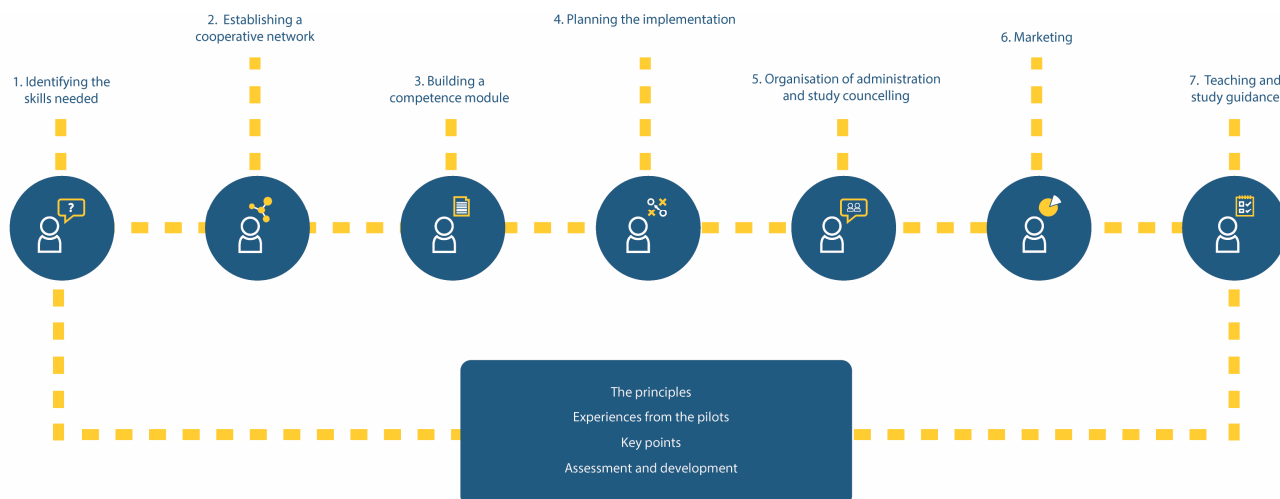 1. Identifying the
skills needed
2. Establishing a
cooperative network
3. Building a
competence module
4. Planning the implementation
5. Organisation of administration
and study councelling
6. Marketing
7. Teaching and
study guidance
?
The principles
Experiences from the pilots
Key points
Assessment and development